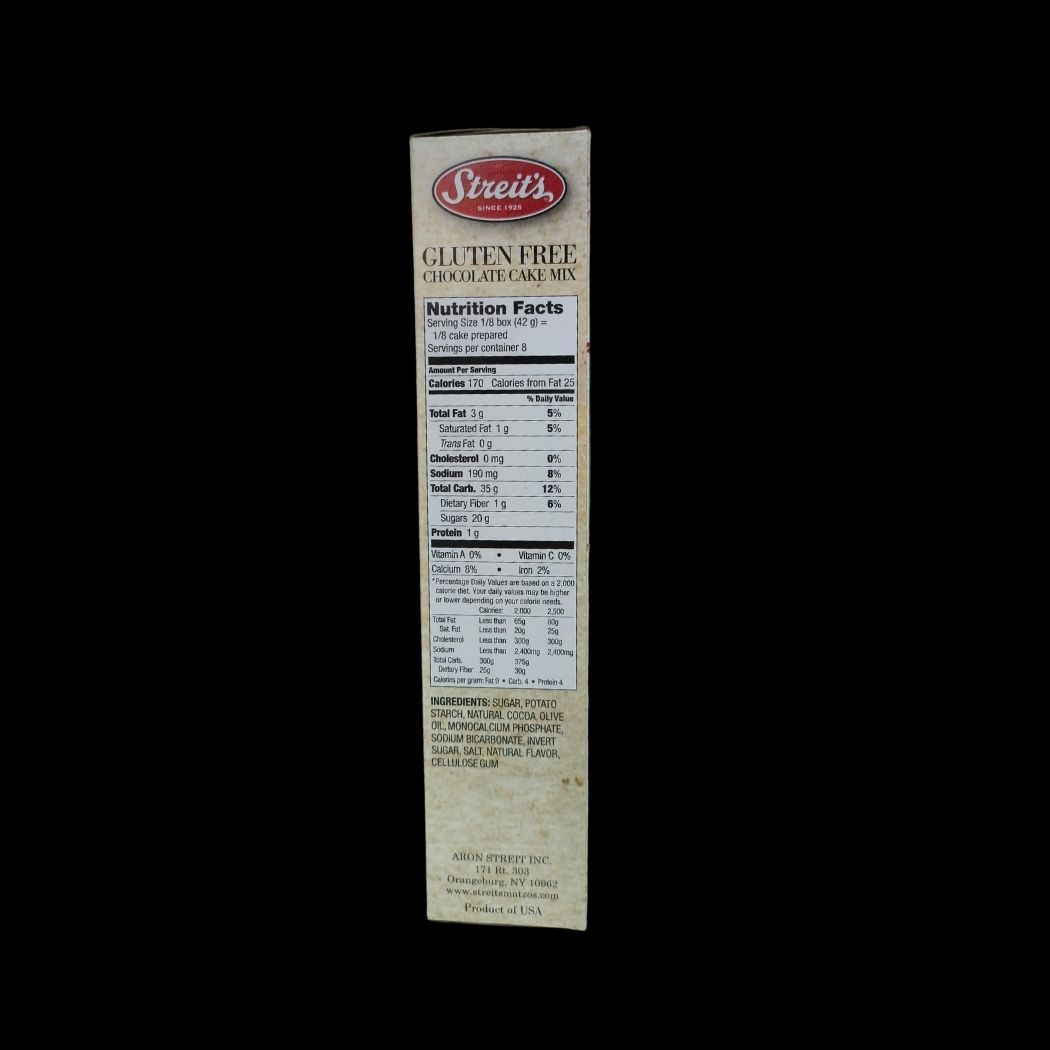 Streit's
SINCE 1925
GLUTEN FREE
CHOCOLATE CAKE MIX
Nutrition Facts
Serving Size 1/8 box (42 g) =
1/8 cake prepared
Servings per container 8
Amount Per Serving
Calories 170 Calories from Fat 25
% Daily Value
Total Fat 3 g 5%
Saturated Fat 1 g 5%
Trans Fat 0 g
Cholesterol 0 mg 0%
Sodium 190 mg 8%
Total Carb. 35 g 12%
Dietary Fiber 1 g 6%
Sugars 20 g
Protein 1 g
Vitamin A 0% • Vitamin C 0%
Calcium 8% • Iron 2%
*Percentage Daily Values are based on a 2,000
calorie diet. Your daily values may be higher
or lower depending on your calorie needs.
Calories: 2,000 2,500
Total Fat Less than 65g 80g
Sat. Fat Less than 20g 25g
Cholesterol Less than 300g 300g
Sodium Less than 2,400mg 2,400mg
Total Carb. 300g 375g
Dietary Fiber 25g 30g
Calories per gram: Fat 9 • Carb. 4 • Protein 4
INGREDIENTS: SUGAR, POTATO
STARCH, NATURAL COCOA, OLIVE
OIL, MONOCALCIUM PHOSPHATE,
SODIUM BICARBONATE, INVERT
SUGAR, SALT, NATURAL FLAVOR,
CELLULOSE GUM
ARON STREIT INC.
171 Rt. 303
Orangeburg, NY 10962
www.streitsmatzos.com
Product of USA